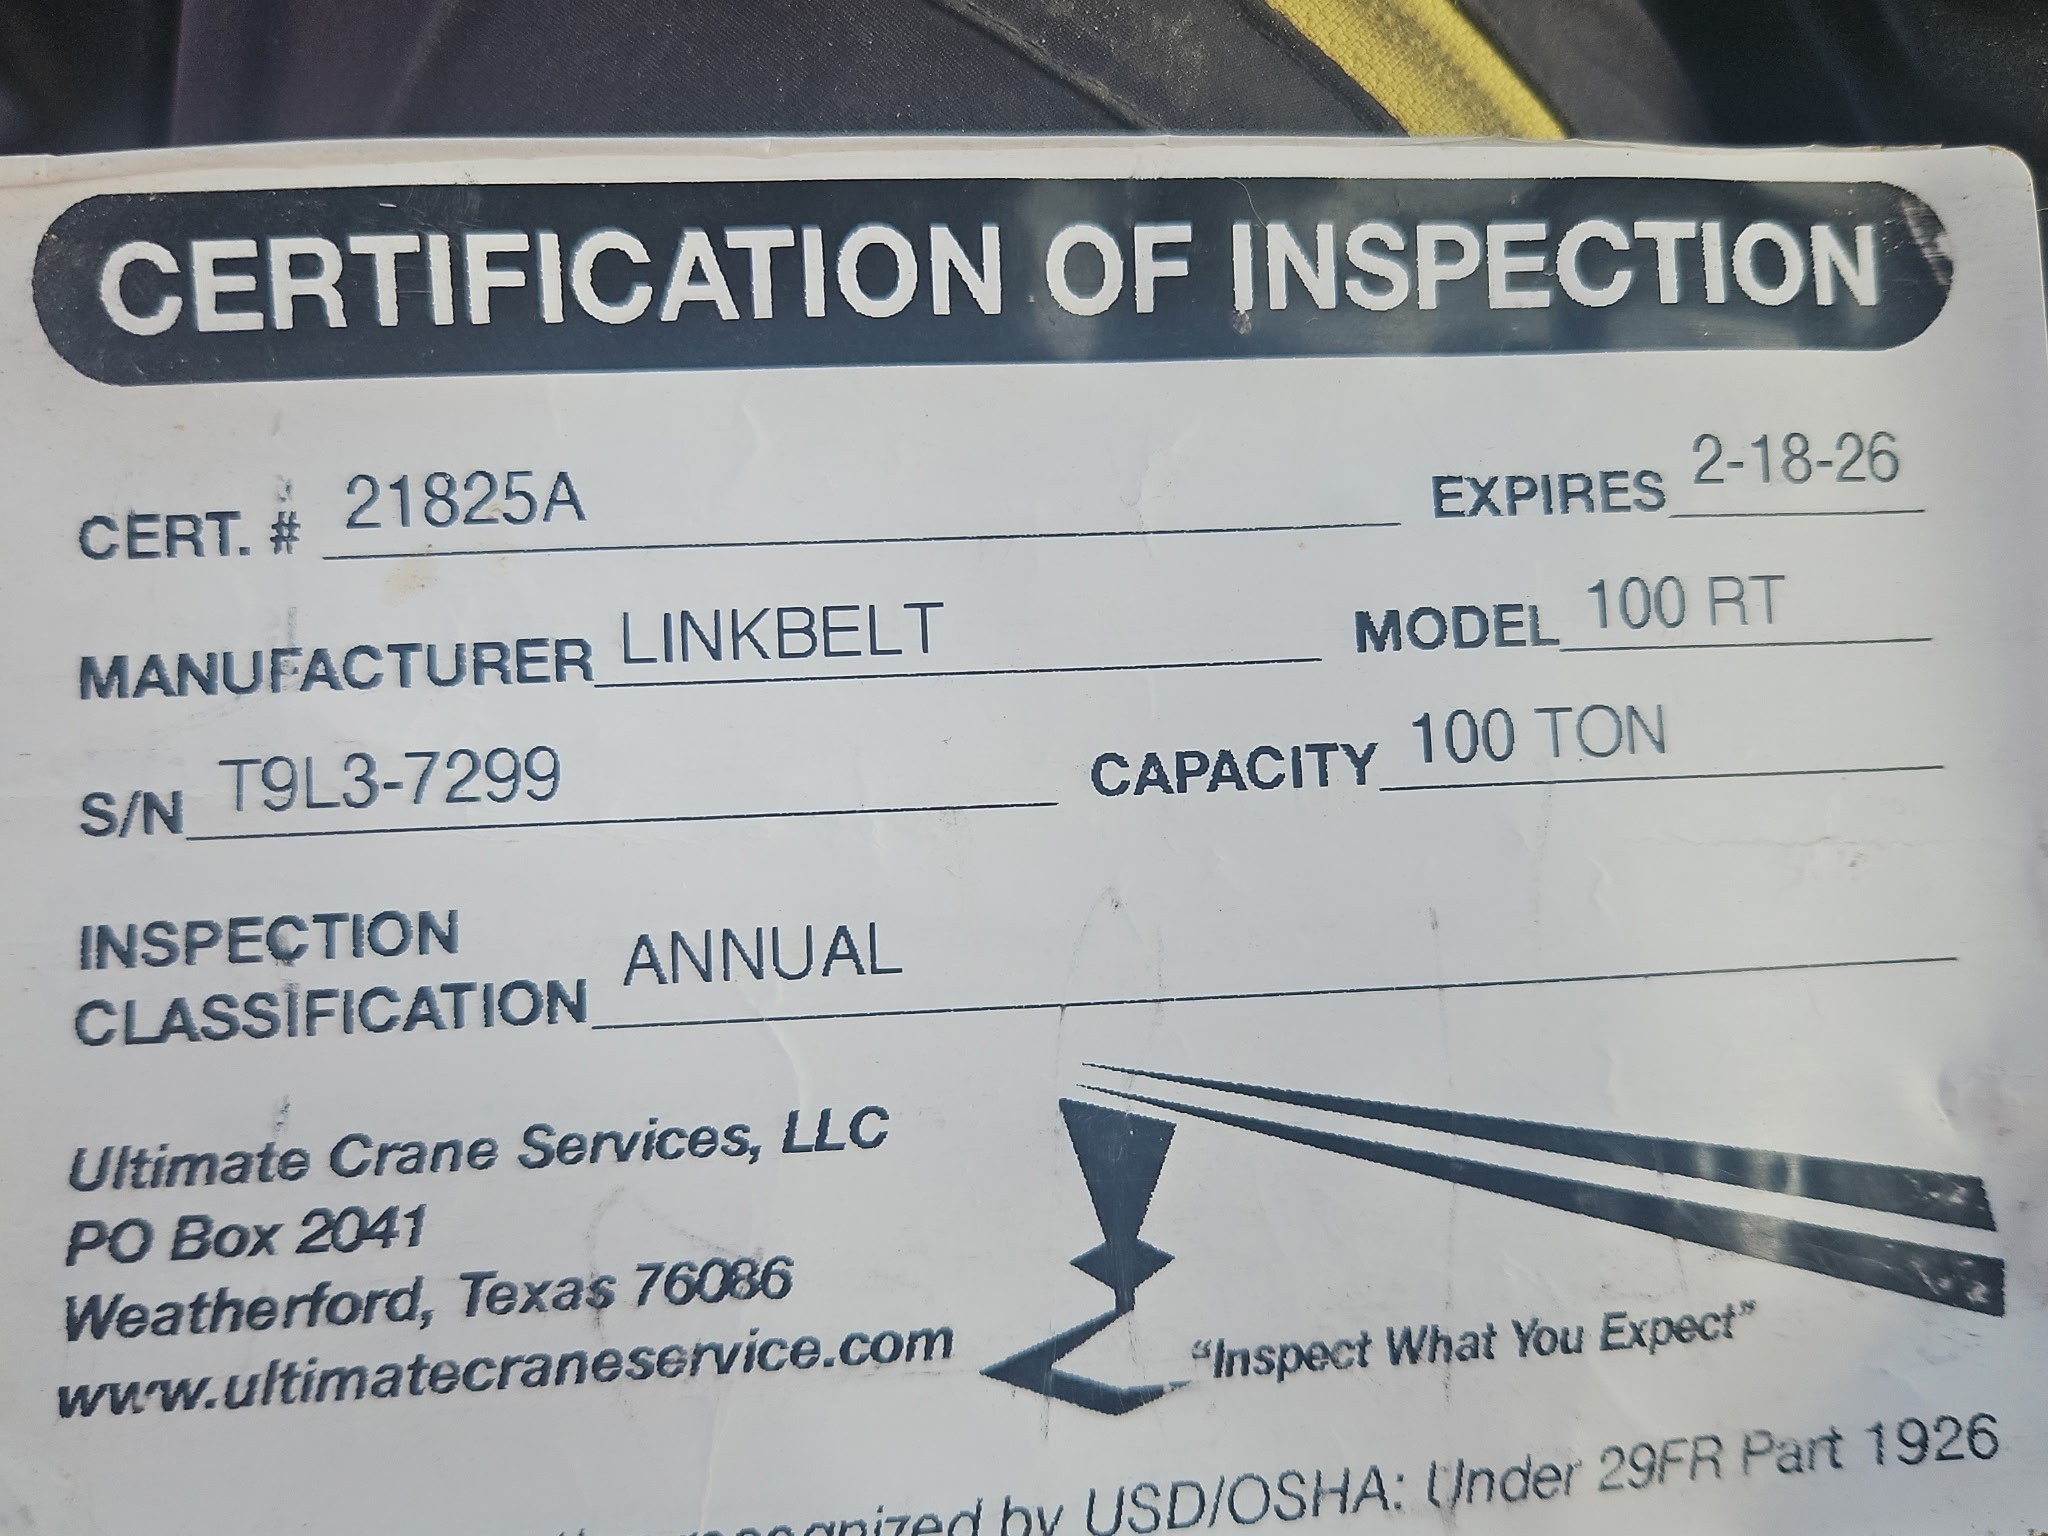 CERTIFICATION OF INSPECTION
CERT. # 21825A EXPIRES 2-18-26
MANUFACTURER LINKBELT MODEL 100 RT
S/N T9L3-7299 CAPACITY 100 TON
INSPECTION
CLASSIFICATION ANNUAL
Ultimate Crane Services, LLC
PO Box 2041
Weatherford, Texas 76086
www.ultimatecraneservice.com
"Inspect What You Expect"
by USD/OSHA: Under 29FR Part 1926